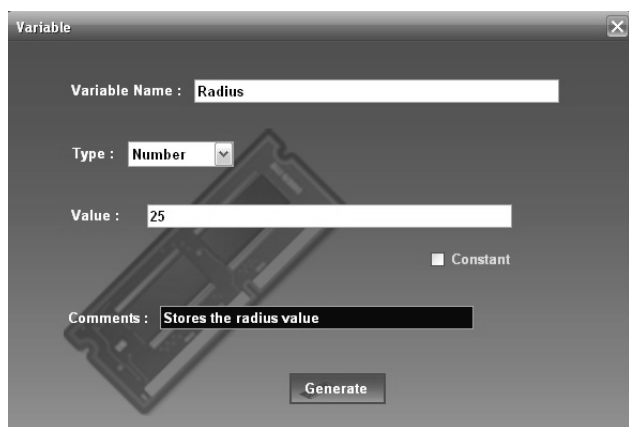 Variable
Variable Name : Radius
Type : Number
Value : 25
Constant
Comments : Stores the radius value
Generate